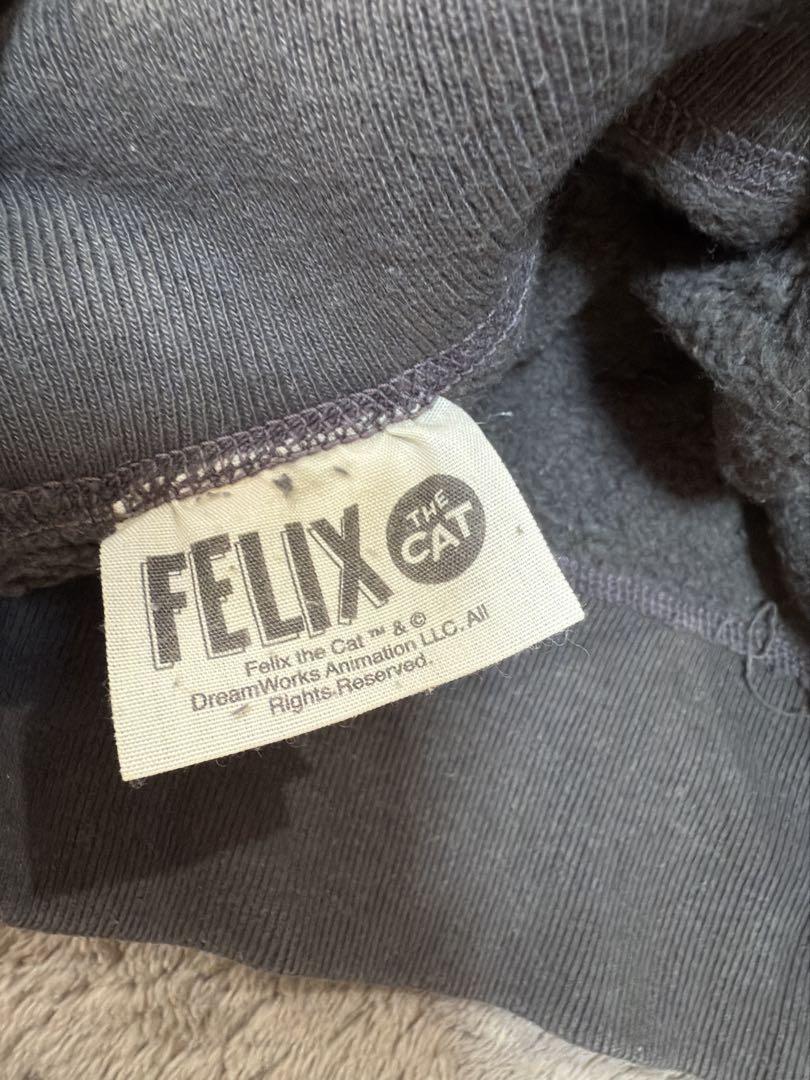 FELIX
THE
CAT
Felix the Cat ™ & ©
DreamWorks Animation LLC. All
Rights Reserved.